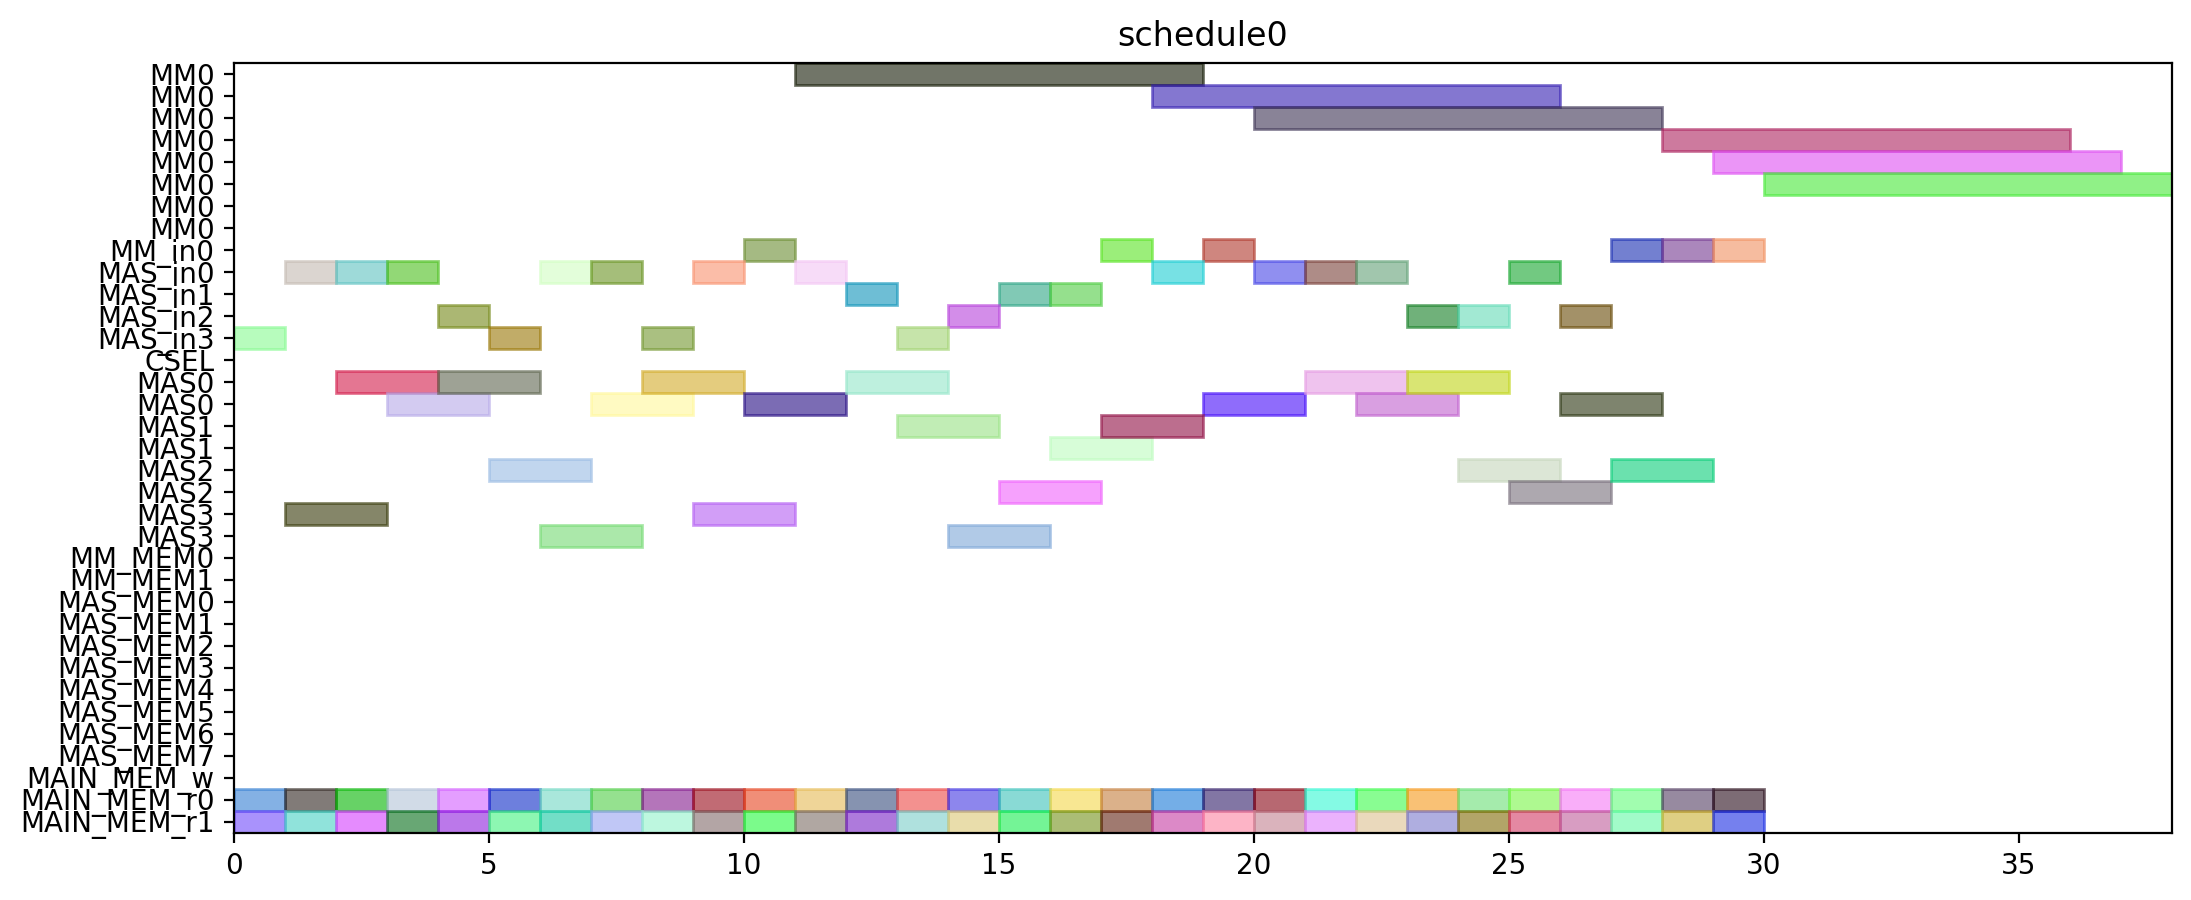 schedule0
MM0
MM0
MM0
MM0
MM0
MM0
MM0
MM0
MM_in0
MAS_in0
MAS_in1
MAS_in2
MAS_in3
CSEL
MAS0
MAS0
MAS1
MAS1
MAS2
MAS2
MAS3
MAS3
MM_MEM0
MM_MEM1
MAS_MEM0
MAS_MEM1
MAS_MEM2
MAS_MEM3
MAS_MEM4
MAS_MEM5
MAS_MEM6
MAS_MEM7
MAIN_MEM_w
MAIN_MEM_r0
MAIN_MEM_r1
0 5 10 15 20 25 30 35